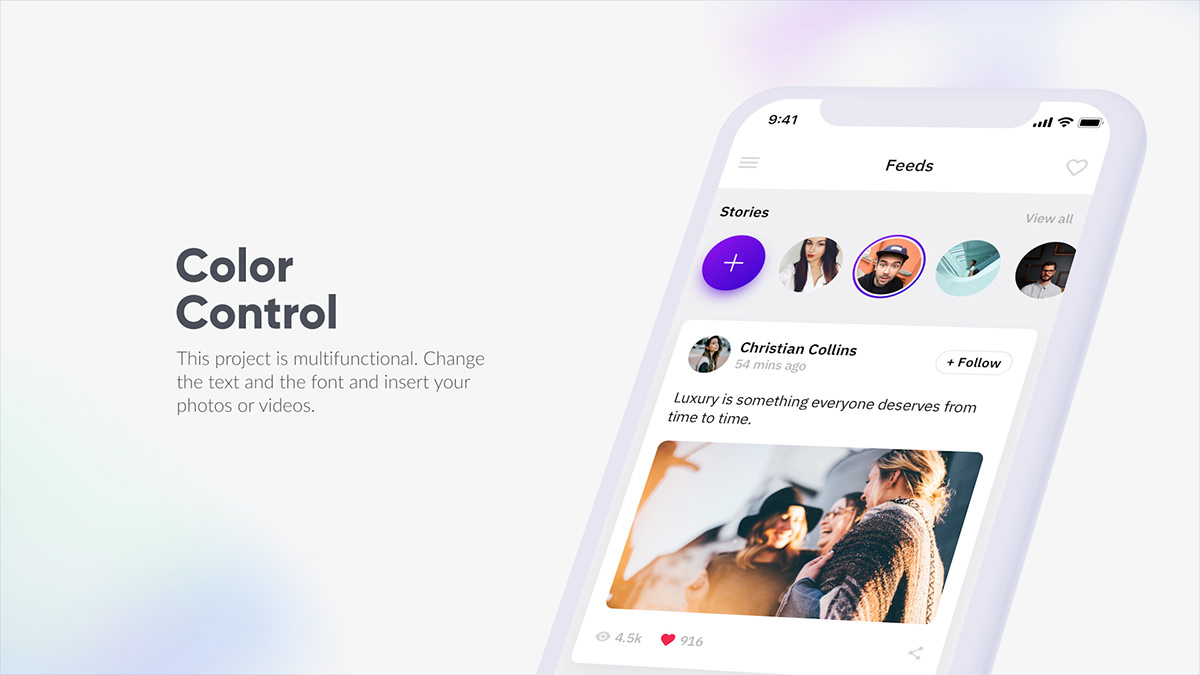 Color
Control
This project is multifunctional. Change
the text and the font and insert your
photos or videos.
9:41
Feeds
Stories
View all
Christian Collins
54 mins ago
+ Follow
Luxury is something everyone deserves from
time to time.
4.5k
916